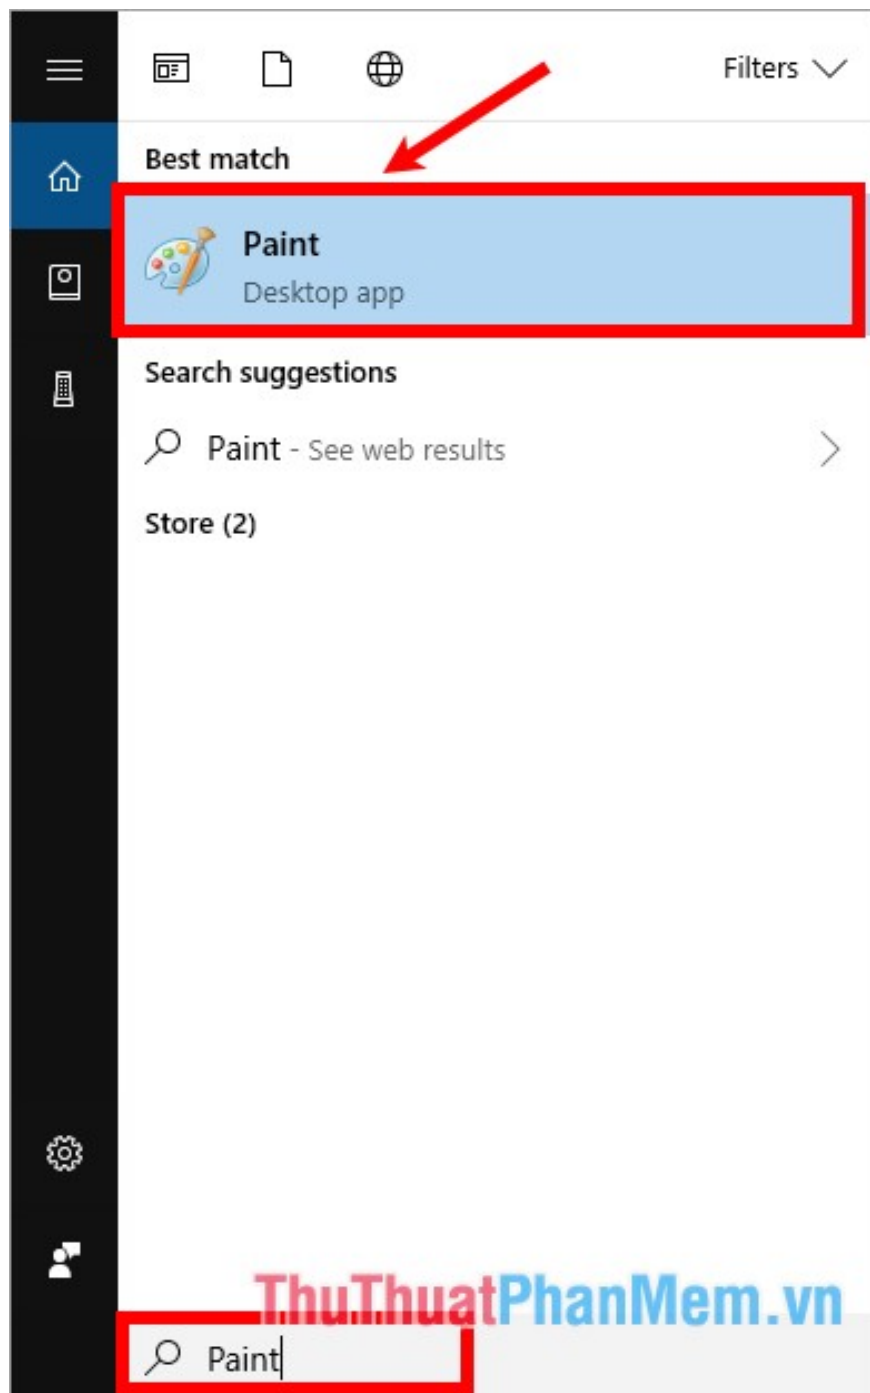 Filters
Best match
Paint
Desktop app
Search suggestions
Paint - See web results
Store (2)
ThuThuatPhanMem.vn
Paint